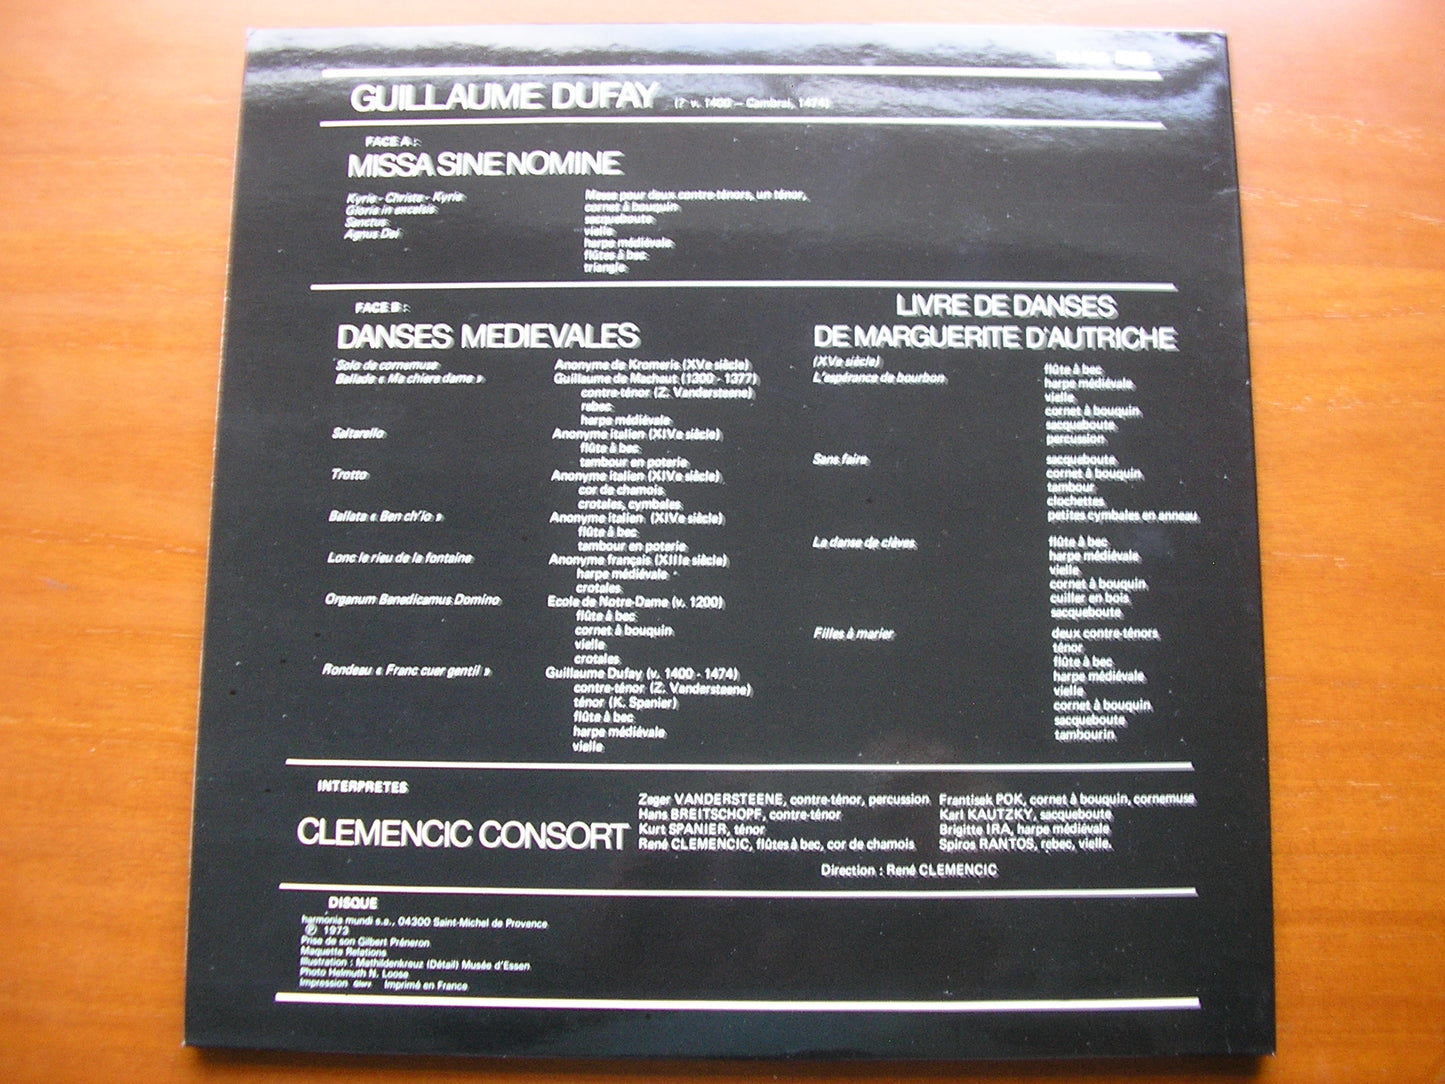 GUILLAUME DUFAY (? v. 1400 – Cambrai, 1474)
FACE A :
MISSA SINE NOMINE
Kyrie - Christe - Kyrie
Gloria in excelsis
Sanctus
Agnus Dei
Messe pour deux contre-ténors, un ténor,
cornet à bouquin
sacqueboute
vielle
harpe médiévale
flûtes à bec
triangle
FACE B :
DANSES MEDIEVALES
Solo de cornemuse Anonyme de Kromeris (XVe siècle)
Ballade « Ma chiere dame » Guillaume de Machaut (1300 - 1377)
contre-ténor (Z. Vandersteene)
rebec
harpe médiévale
Saltarello Anonyme italien (XIVe siècle)
flûte à bec
tambour en poterie
Trotto Anonyme italien (XIVe siècle)
cor de chamois
crotales, cymbales
Ballata « Ben ch'io » Anonyme italien (XIVe siècle)
flûte à bec
tambour en poterie
Lonc le rieu de la fontaine Anonyme français (XIIIe siècle)
harpe médiévale
crotales
Organum Benedicamus Domino Ecole de Notre-Dame (v. 1200)
flûte à bec
cornet à bouquin
vielle
crotales
Rondeau « Franc cuer gentil » Guillaume Dufay (v. 1400 - 1474)
contre-ténor (Z. Vandersteene)
ténor (K. Spanier)
flûte à bec
harpe médiévale
vielle
LIVRE DE DANSES
DE MARGUERITE D'AUTRICHE
(XVe siècle)
L'espérance de bourbon flûte à bec
harpe médiévale
vielle
cornet à bouquin
sacqueboute
percussion
Sans faire sacqueboute
cornet à bouquin
tambour
clochettes
petites cymbales en anneau
La danse de clèves flûte à bec
harpe médiévale
vielle
cornet à bouquin
cuiller en bois
sacqueboute
Filles à marier deux contre-ténors
ténor
flûte à bec
harpe médiévale
vielle
cornet à bouquin
sacqueboute
tambourin
INTERPRETES
CLEMENCIC CONSORT
Zeger VANDERSTEENE, contre-ténor, percussion
Hans BREITSCHOPF, contre-ténor
Kurt SPANIER, ténor
René CLEMENCIC, flûtes à bec, cor de chamois
Frantisek POK, cornet à bouquin, cornemuse
Karl KAUTZKY, sacqueboute
Brigitte IRA, harpe médiévale
Spiros RANTOS, rebec, vielle.
Direction : René CLEMENCIC
DISQUE
harmonia mundi s.a., 04300 Saint-Michel de Provence
℗ 1973
Prise de son Gilbert Préneron
Maquette Relations
Illustration : Mathildenkreuz (Détail) Musée d'Essen
Photo Helmuth N. Loose
Impression Imprimé en France